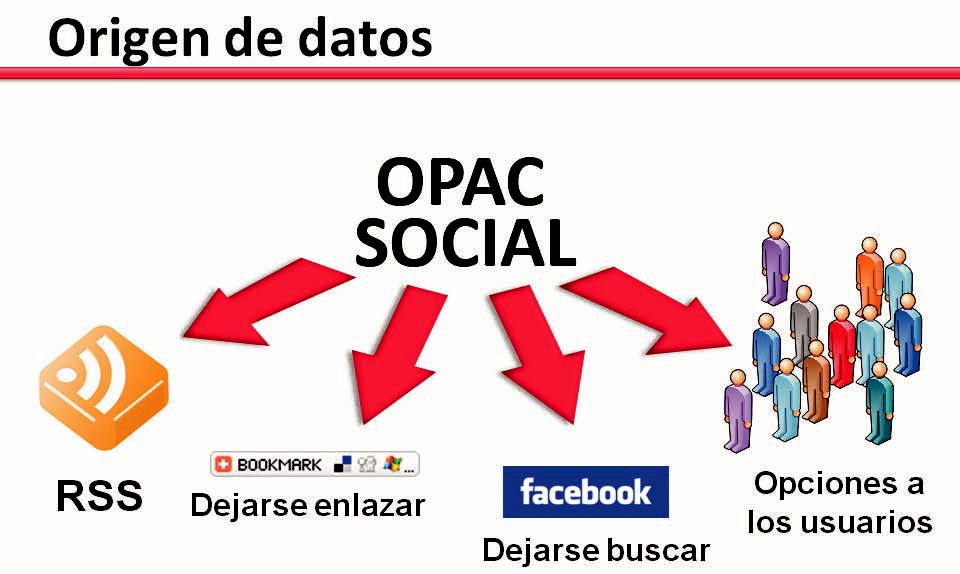 Origen de datos
OPAC
SOCIAL
RSS
BOOKMARK ...
Dejarse enlazar
facebook
Dejarse buscar
Opciones a
los usuarios